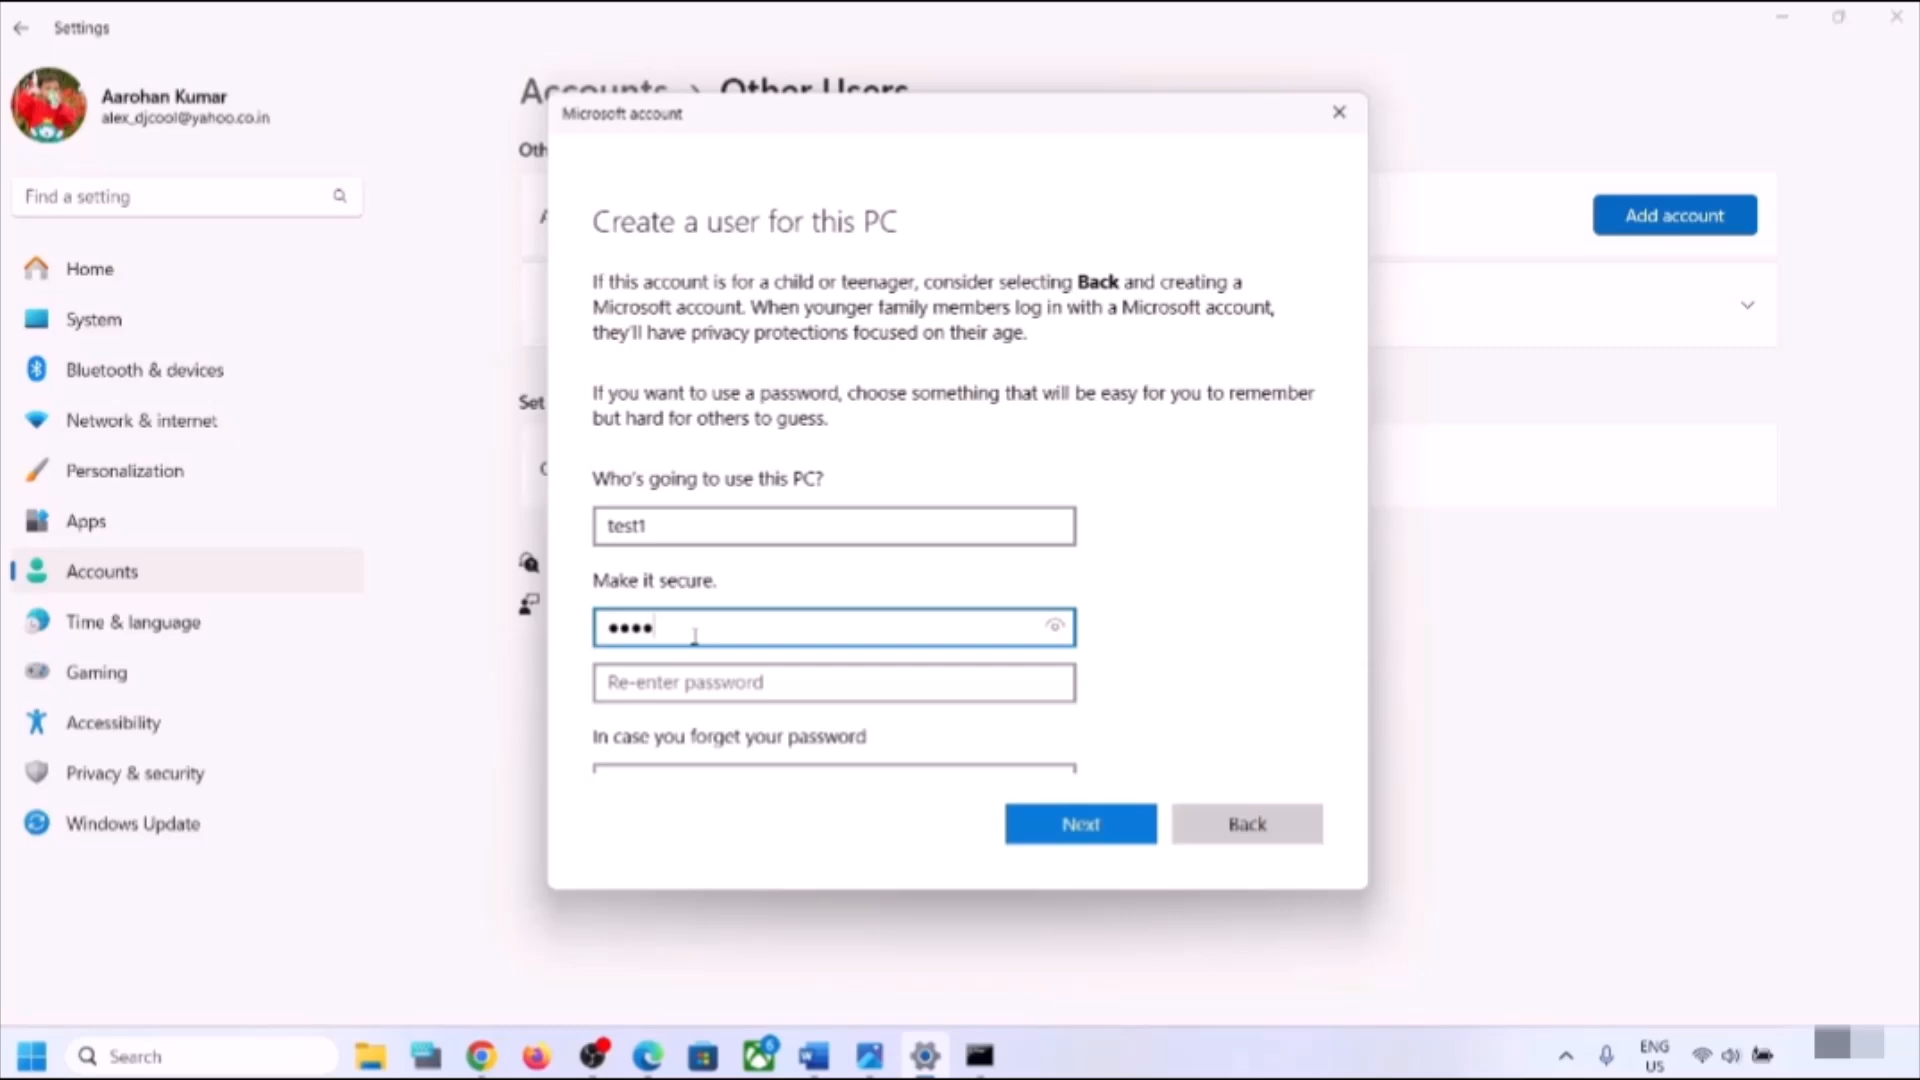 Settings
Aarohan Kumar
alex_djcool@yahoo.co.in
Find a setting
Home
System
Bluetooth & devices
Network & internet
Personalization
Apps
Accounts
Time & language
Gaming
Accessibility
Privacy & security
Windows Update
Accounts › Other Users
Oth
Add account
Set
Microsoft account
Create a user for this PC
If this account is for a child or teenager, consider selecting Back and creating a
Microsoft account. When younger family members log in with a Microsoft account,
they'll have privacy protections focused on their age.
If you want to use a password, choose something that will be easy for you to remember
but hard for others to guess.
Who's going to use this PC?
test1
Make it secure.
••••
Re-enter password
In case you forget your password
Next
Back
Search
6
ENG
US